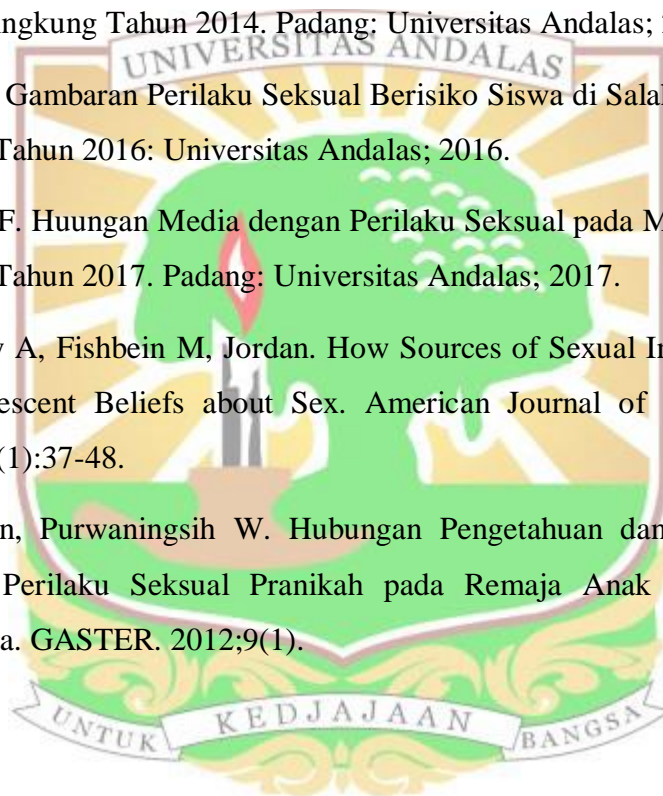 ngkung Tahun 2014. Padang: Universitas Andalas;
UNIVERSITAS ANDALAS
Gambaran Perilaku Seksual Berisiko Siswa di Salah
Tahun 2016: Universitas Andalas; 2016.
F. Huungan Media dengan Perilaku Seksual pada M
Tahun 2017. Padang: Universitas Andalas; 2017.
A, Fishbein M, Jordan. How Sources of Sexual In
escent Beliefs about Sex. American Journal of
(1):37-48.
n, Purwaningsih W. Hubungan Pengetahuan dan
Perilaku Seksual Pranikah pada Remaja Anak
a. GASTER. 2012;9(1).
UNTUK KEDJAJAAN BANGSA